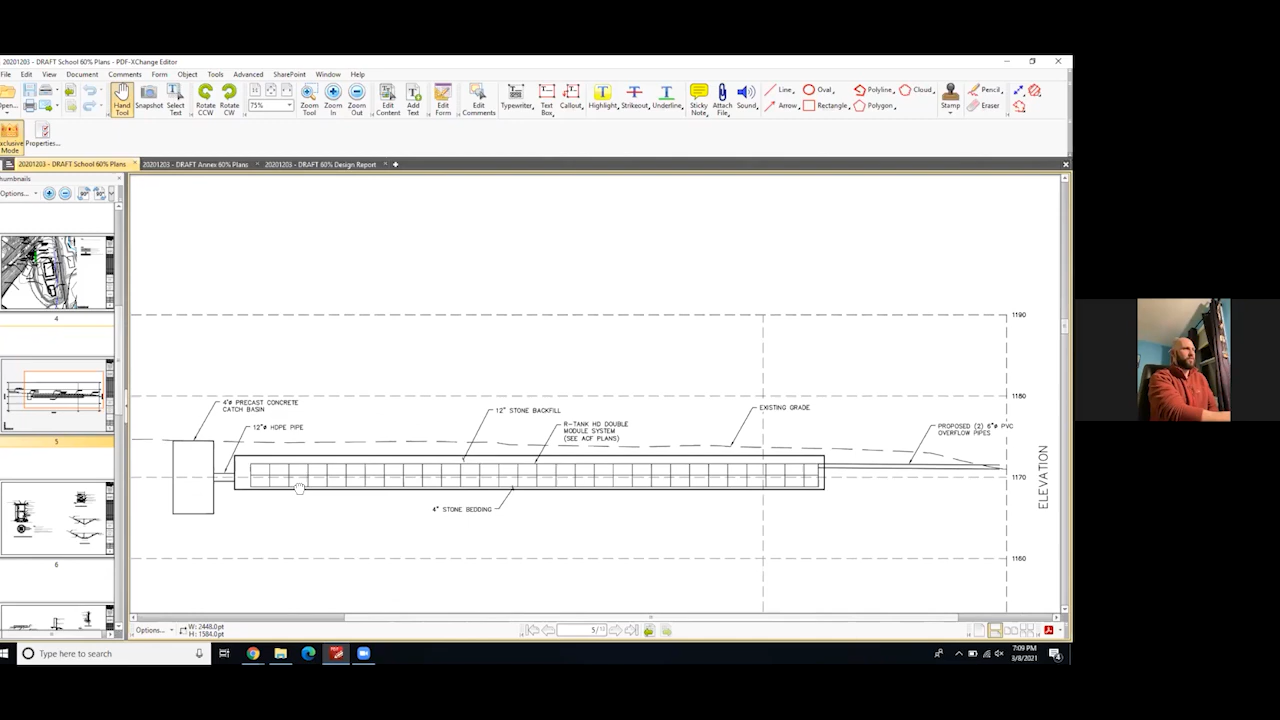 20201203 - DRAFT School 60% Plans - PDF-XChange Editor
File Edit View Document Comments Form Object Tools Advanced SharePoint Window Help
Open... Hand Tool Snapshot Select Text Rotate CCW Rotate CW 75% Zoom Tool Zoom In Zoom Out Edit Content Add Text Edit Form Edit Comments Typewriter Text Box Callout Highlight Strikeout Underline Sticky Note Attach File Sound Line Arrow Oval Rectangle Polyline Polygon Cloud Stamp Pencil Eraser
Exclusive Mode Properties...
20201203 - DRAFT School 60% Plans 20201203 - DRAFT Annex 60% Plans 20201203 - DRAFT 60% Design Report
Thumbnails
Options...
4
5
6
1190
1180
4'ø PRECAST CONCRETE
CATCH BASIN
12"ø HDPE PIPE
12" STONE BACKFILL
R-TANK HD DOUBLE
MODULE SYSTEM
(SEE ACF PLANS)
EXISTING GRADE
PROPOSED (2) 6"ø PVC
OVERFLOW PIPES
1170
ELEVATION
4" STONE BEDDING
1160
Options...
W: 2448.0pt
H: 1584.0pt
Type here to search
7:09 PM
3/8/2021